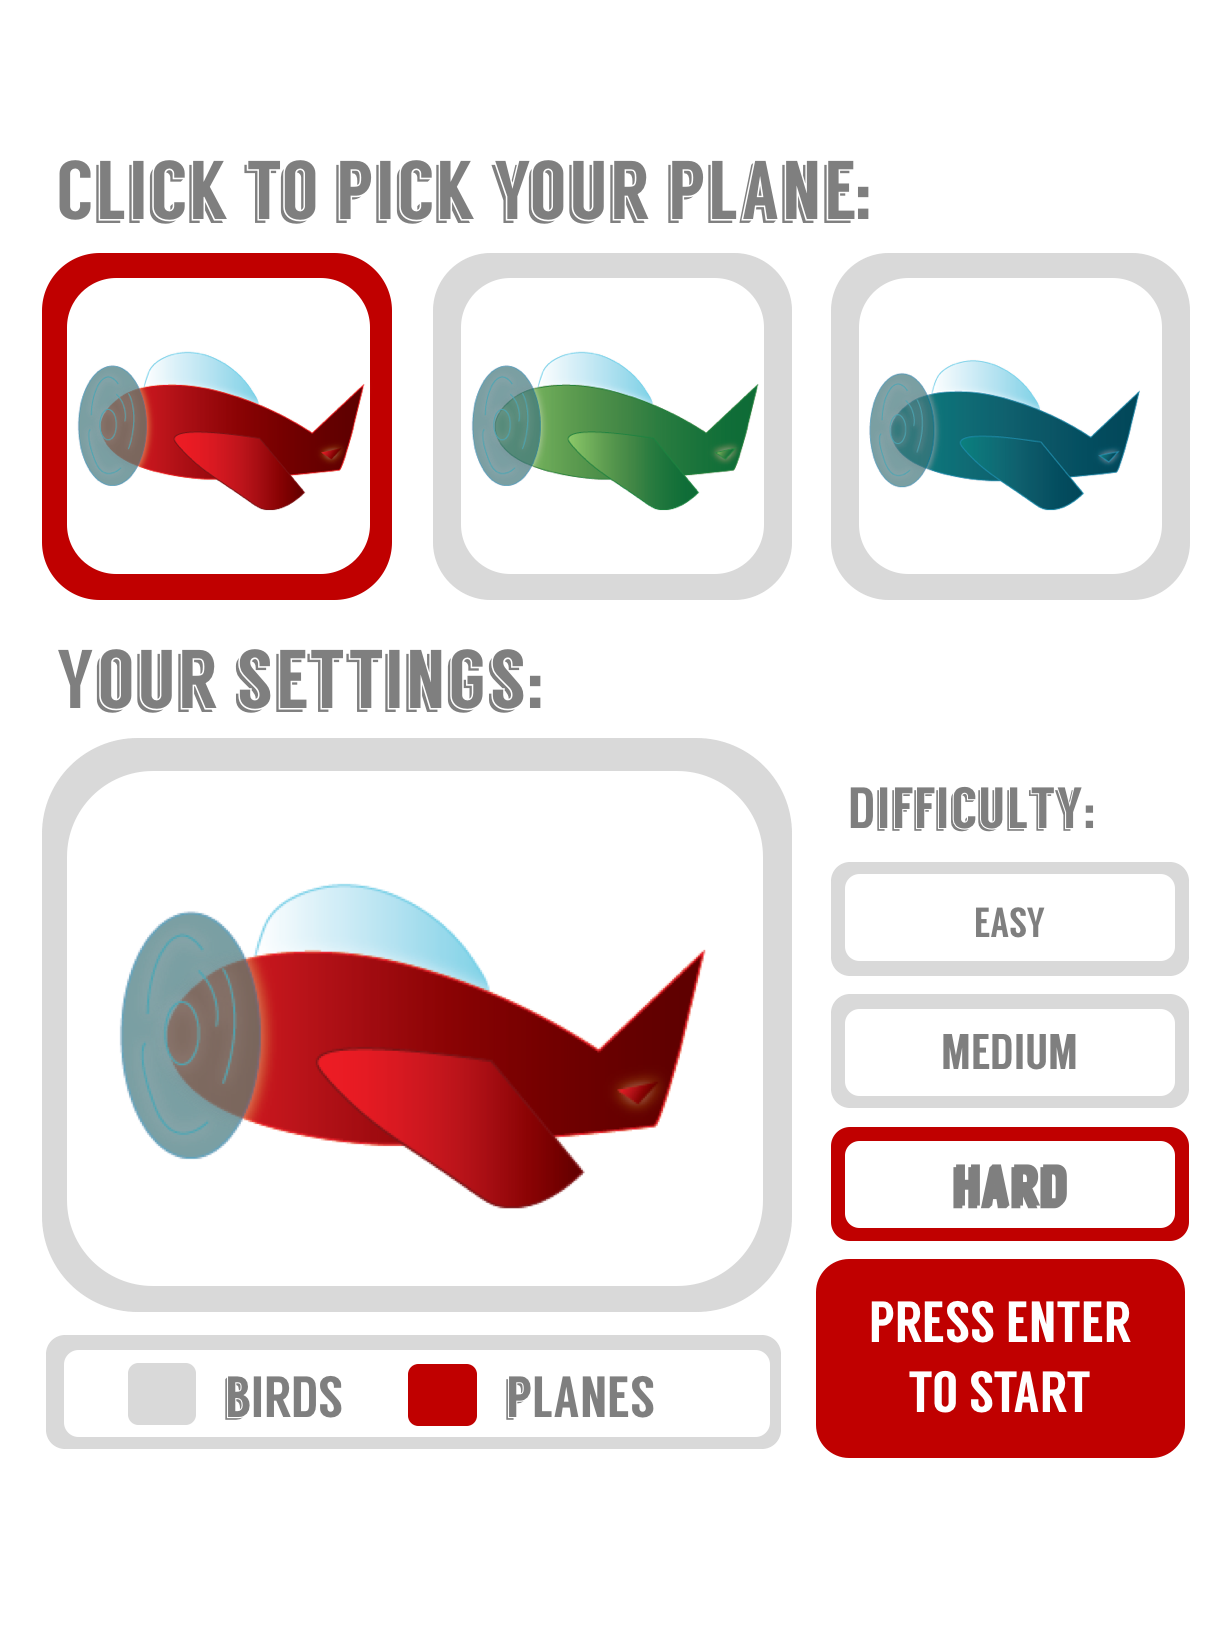 CLICK TO PICK YOUR PLANE:
YOUR SETTINGS:
DIFFICULTY:
EASY
MEDIUM
HARD
PRESS ENTER
TO START
BIRDS PLANES